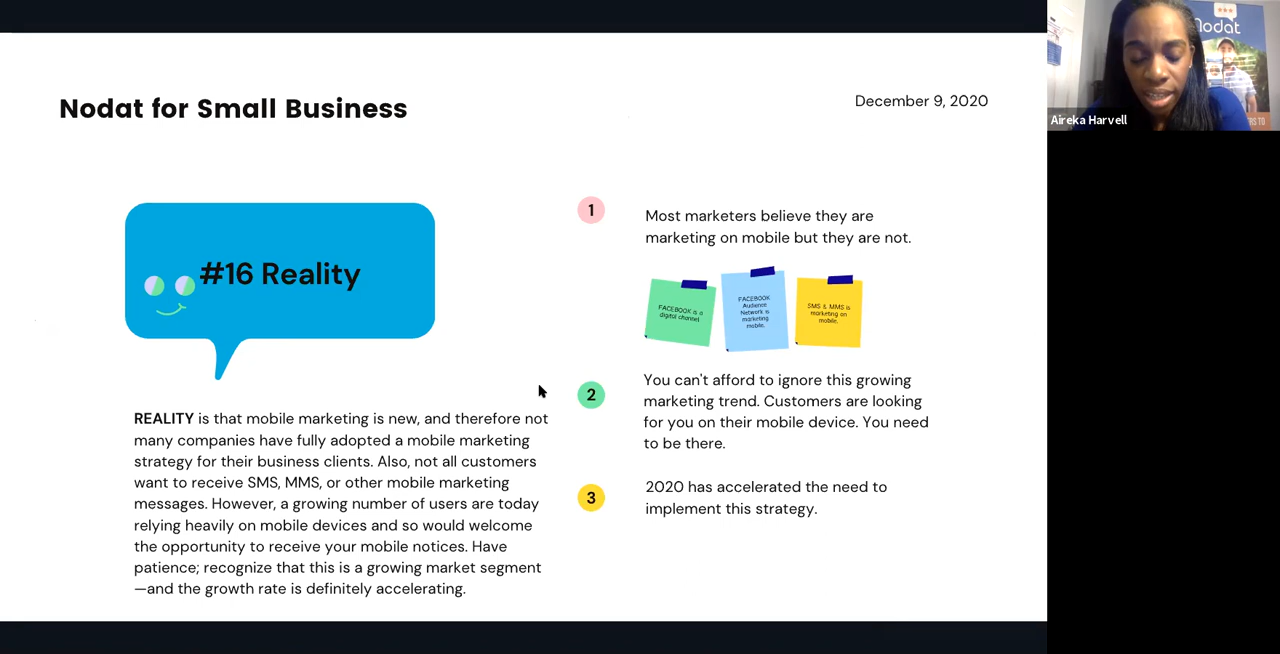 Nodat for Small Business
December 9, 2020
#16 Reality
REALITY is that mobile marketing is new, and therefore not
many companies have fully adopted a mobile marketing
strategy for their business clients. Also, not all customers
want to receive SMS, MMS, or other mobile marketing
messages. However, a growing number of users are today
relying heavily on mobile devices and so would welcome
the opportunity to receive your mobile notices. Have
patience; recognize that this is a growing market segment
—and the growth rate is definitely accelerating.
1
Most marketers believe they are
marketing on mobile but they are not.
FACEBOOK is a
digital channel
FACEBOOK
Audience
Network is
marketing
mobile.
SMS & MMS is
marketing on
mobile.
2
You can't afford to ignore this growing
marketing trend. Customers are looking
for you on their mobile device. You need
to be there.
3
2020 has accelerated the need to
implement this strategy.
Nodat
RS TO
Aireka Harvell